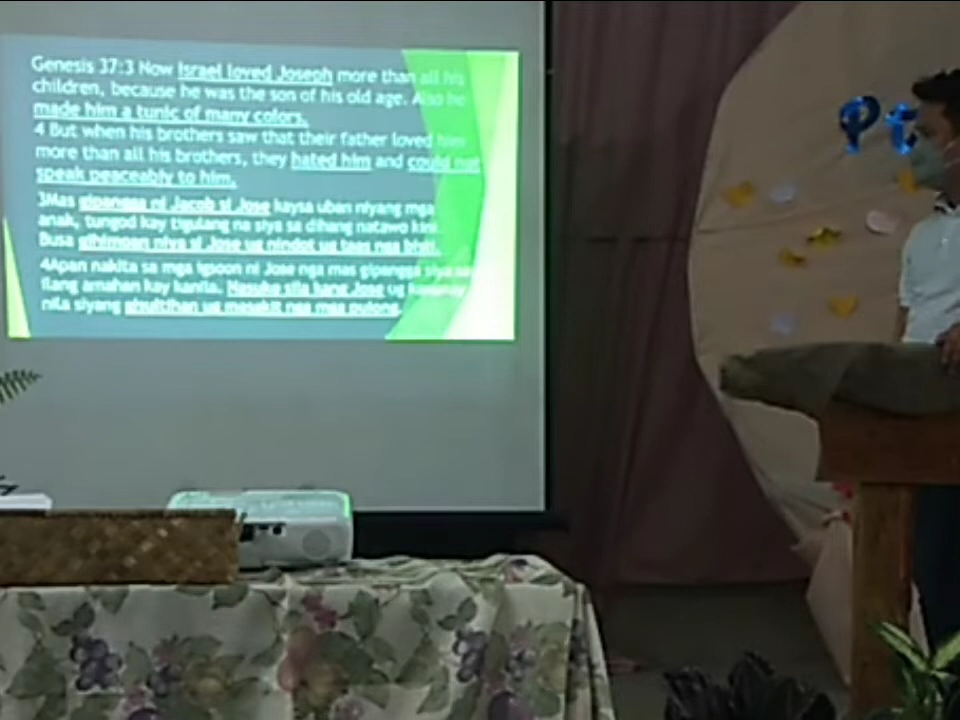 Genesis 37:3 Now Israel loved Joseph more than all his
children, because he was the son of his old age. Also he
made him a tunic of many colors.
4 But when his brothers saw that their father loved him
more than all his brothers, they hated him and could not
speak peaceably to him.
3Mas gipangga ni Jacob si Jose kaysa uban niyang mga
anak, tungod kay tigulang na siya sa dihang natawo kini.
Busa gihimoan niya si Jose ug nindot ug taas nga bisti.
4Apan nakita sa mga igsoon ni Jose nga mas gipangga siya sa
ilang amahan kay kanila. Nasuko sila kang Jose ug
nila siyang gisultihan ug masakit nga mga pulong.